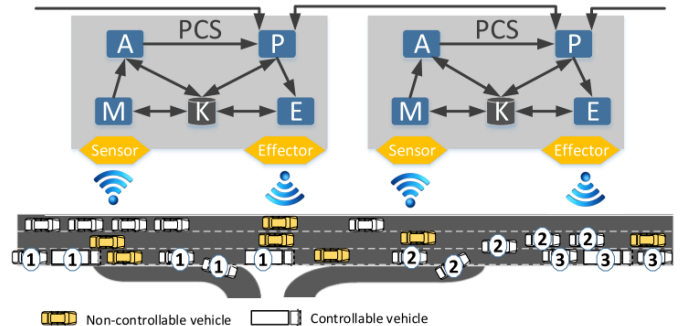 PCS
A
P
M
K
E
Sensor
Effector
PCS
A
P
M
K
E
Sensor
Effector
2 2
2
1 1 1 1 1 2 2 3 3 3
Non-controllable vehicle
Controllable vehicle